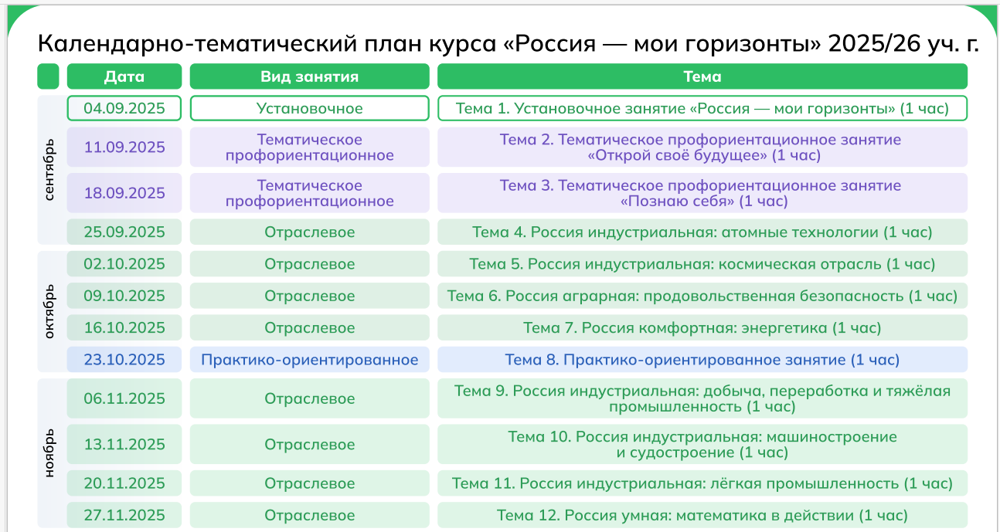 Календарно-тематический план курса «Россия — мои горизонты» 2025/26 уч. г.
Дата Вид занятия Тема
сентябрь
04.09.2025 Установочное Тема 1. Установочное занятие «Россия — мои горизонты» (1 час)
11.09.2025 Тематическое профориентационное Тема 2. Тематическое профориентационное занятие
«Открой своё будущее» (1 час)
18.09.2025 Тематическое профориентационное Тема 3. Тематическое профориентационное занятие
«Познаю себя» (1 час)
25.09.2025 Отраслевое Тема 4. Россия индустриальная: атомные технологии (1 час)
октябрь
02.10.2025 Отраслевое Тема 5. Россия индустриальная: космическая отрасль (1 час)
09.10.2025 Отраслевое Тема 6. Россия аграрная: продовольственная безопасность (1 час)
16.10.2025 Отраслевое Тема 7. Россия комфортная: энергетика (1 час)
23.10.2025 Практико-ориентированное Тема 8. Практико-ориентированное занятие (1 час)
ноябрь
06.11.2025 Отраслевое Тема 9. Россия индустриальная: добыча, переработка и тяжёлая
промышленность (1 час)
13.11.2025 Отраслевое Тема 10. Россия индустриальная: машиностроение
и судостроение (1 час)
20.11.2025 Отраслевое Тема 11. Россия индустриальная: лёгкая промышленность (1 час)
27.11.2025 Отраслевое Тема 12. Россия умная: математика в действии (1 час)